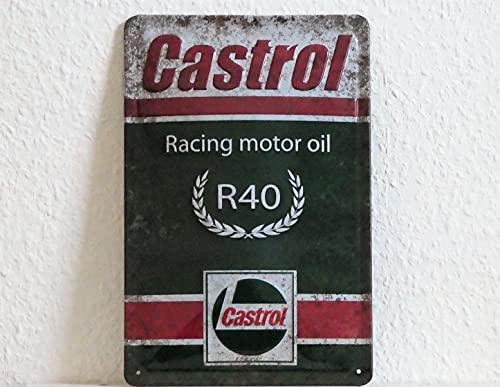 Castrol
Racing motor oil
R40
Castrol